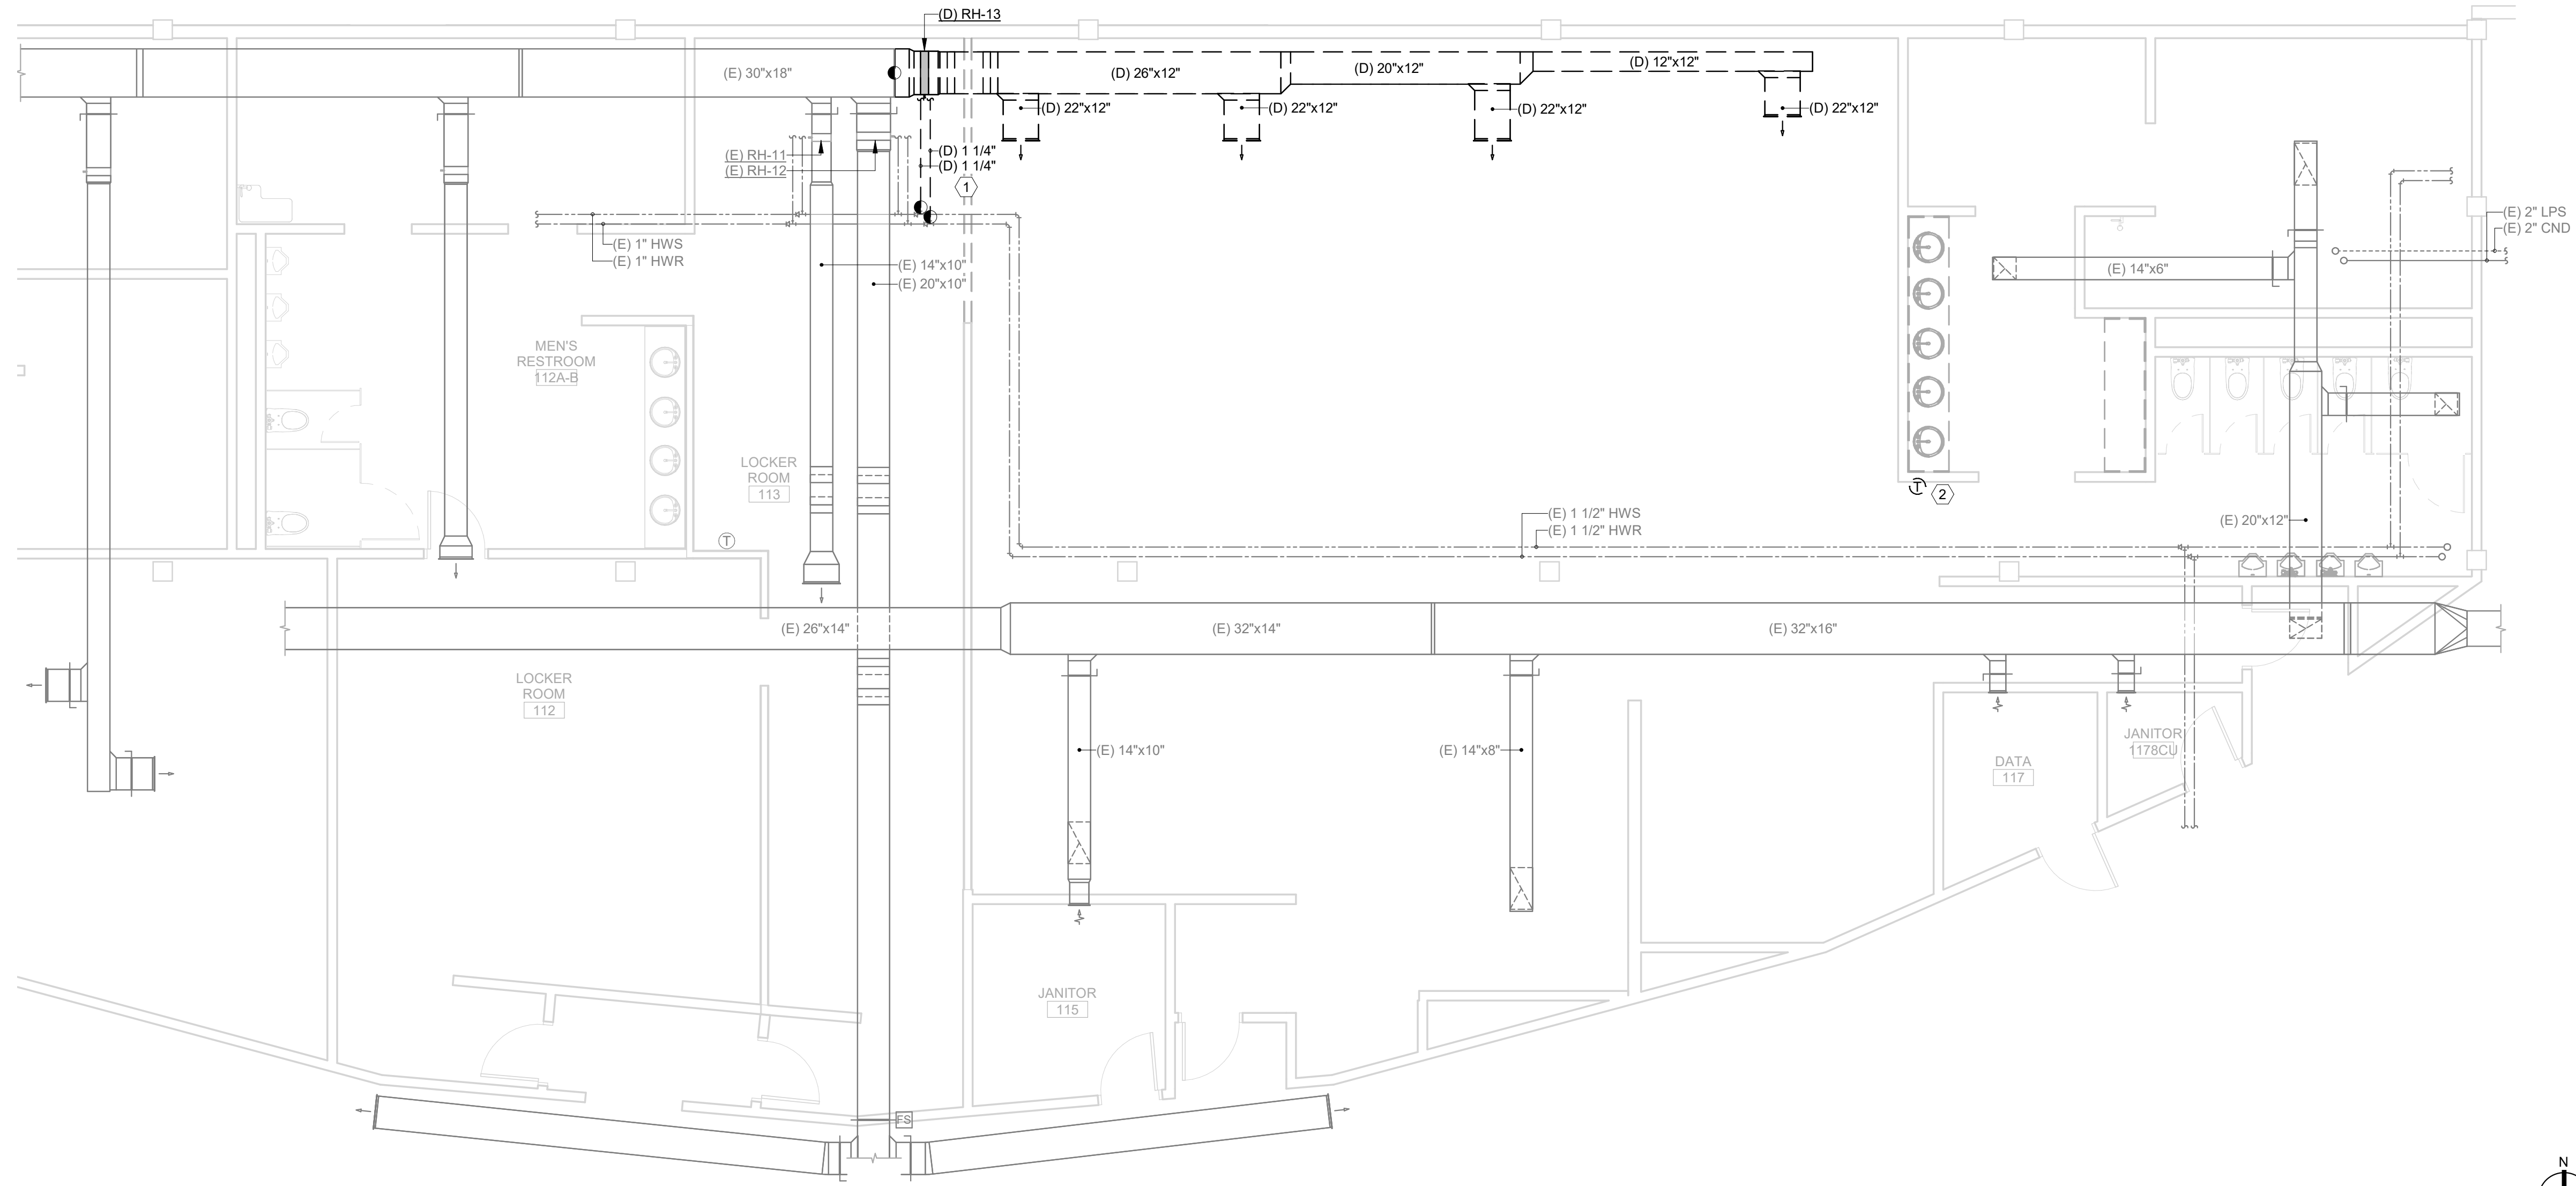 (D) RH-13
(E) 30"x18"
(D) 26"x12"
(D) 20"x12"
(D) 12"x12"
(D) 22"x12"
(D) 22"x12"
(D) 22"x12"
(D) 22"x12"
(E) RH-11
(E) RH-12
(D) 1 1/4"
(D) 1 1/4"
1
(E) 2" LPS
(E) 2" CND
(E) 1" HWS
(E) 1" HWR
(E) 14"x10"
(E) 20"x10"
(E) 14"x6"
MEN'S
RESTROOM
112A-B
LOCKER
ROOM
113
T
T
2
(E) 1 1/2" HWS
(E) 1 1/2" HWR
(E) 20"x12"
(E) 26"x14"
(E) 32"x14"
(E) 32"x16"
LOCKER
ROOM
112
(E) 14"x10"
(E) 14"x8"
JANITOR
1178CU
DATA
117
JANITOR
115
FS
N